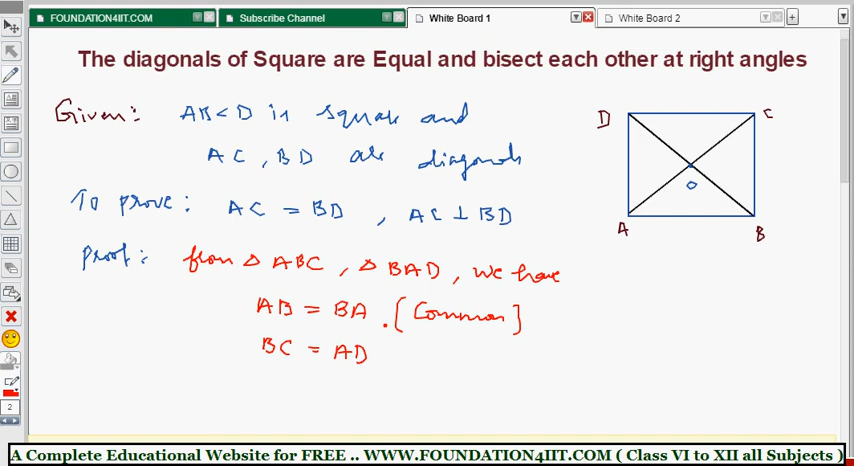 FOUNDATION4IIT.COM
Subscribe Channel
White Board 1
White Board 2
The diagonals of Square are Equal and bisect each other at right angles
Given: ABCD is square and
AC, BD are diagonals
To prove: AC = BD, AC ⊥ BD
Proof: from △ ABC, △ BAD, we have
AB = BA. [Common]
BC = AD
D
C
O
A
B
2
A Complete Educational Website for FREE .. WWW.FOUNDATION4IIT.COM ( Class VI to XII all Subjects )